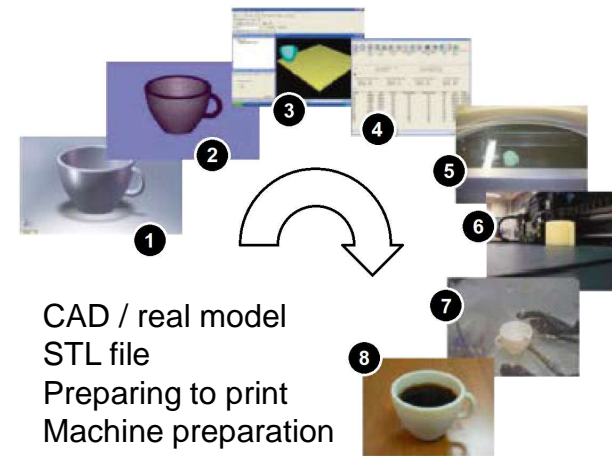 1
2
3
4
5
6
7
8
CAD / real model
STL file
Preparing to print
Machine preparation